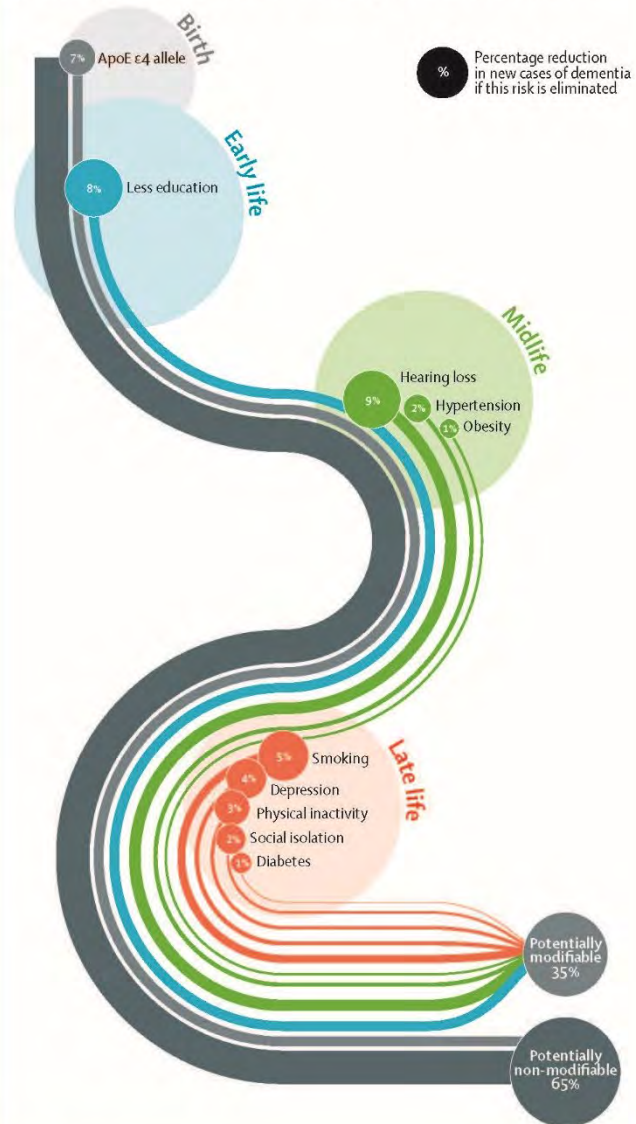 Birth
7%
ApoE ε4 allele
%
Percentage reduction
in new cases of dementia
if this risk is eliminated
Early life
8%
Less education
Midlife
Hearing loss
9%
2%
Hypertension
1%
Obesity
Late life
5%
Smoking
4%
Depression
3%
Physical inactivity
2%
Social isolation
1%
Diabetes
Potentially
modifiable
35%
Potentially
non-modifiable
65%